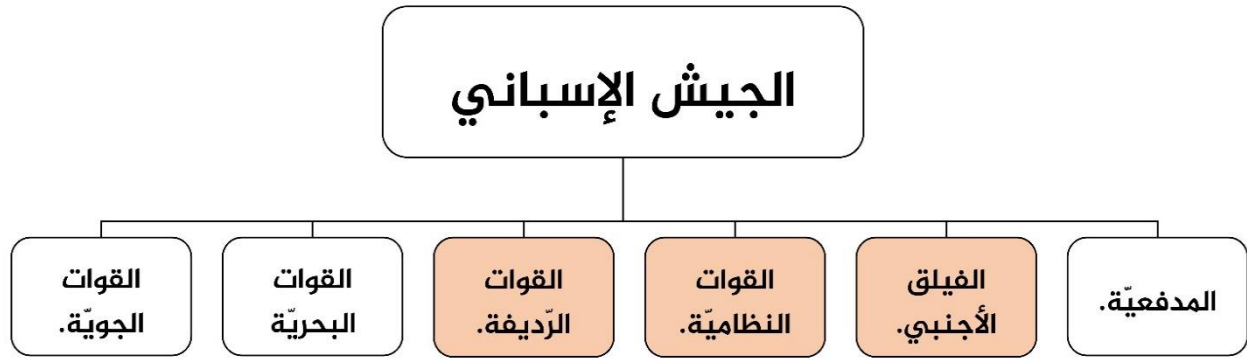 الجيش الإسباني
المدفعيّة.
الفيلق
الأجنبي.
القوات
النظاميّة.
القوات
الرّديفة.
القوات
البحريّة
القوات
الجويّة.